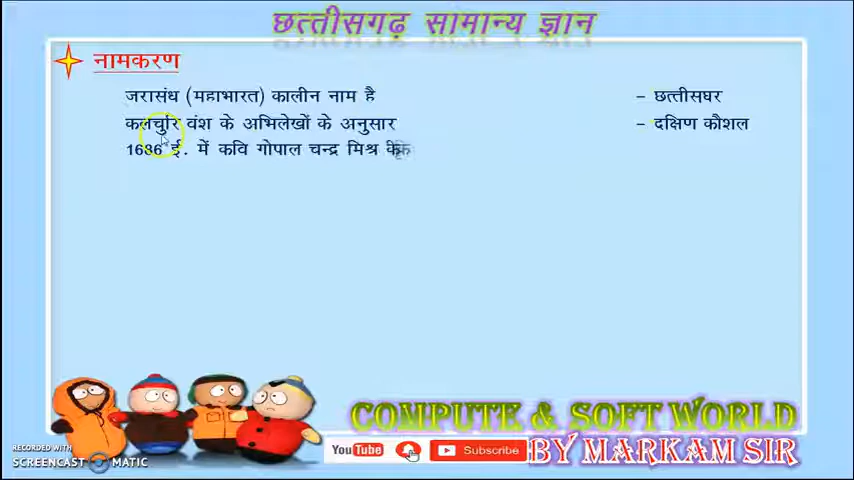 छत्तीसगढ़ सामान्य ज्ञान
नामकरण
जरासंध (महाभारत) कालीन नाम है – छत्तीसघर
कलचुरि वंश के अभिलेखों के अनुसार – दक्षिण कौशल
1686 ई. में कवि गोपाल चन्द्र मिश्र के
COMPUTE & SOFT WORLD
YouTube Subscribe BY MARKAM SIR
RECORDED WITH
SCREENCAST MATIC